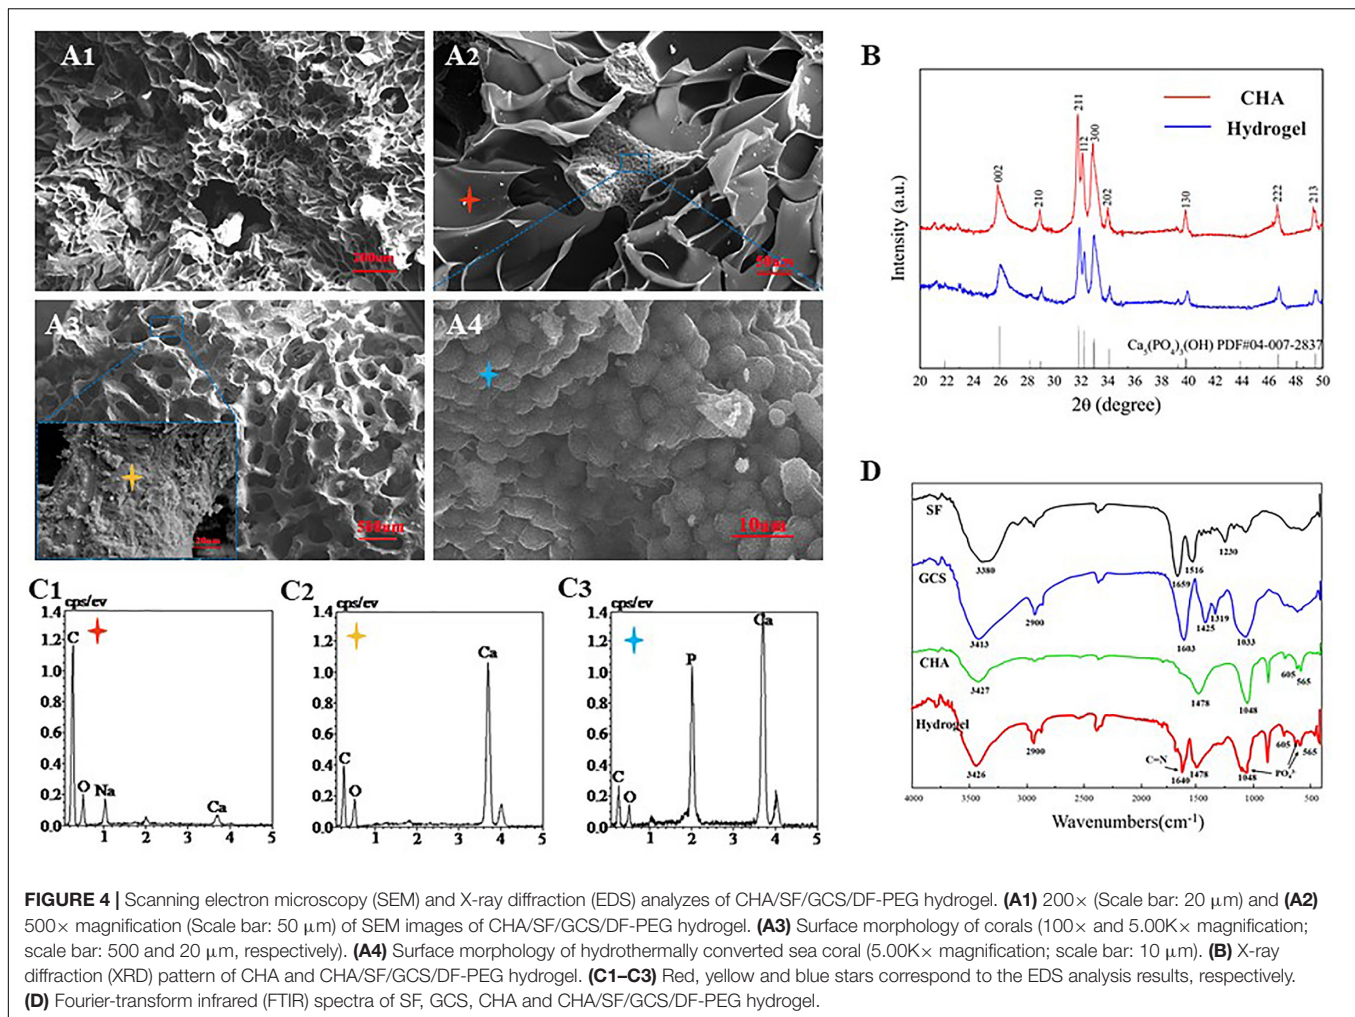 A1
200um
A2
50um
A3
20um
500um
A4
10um
B
CHA
Hydrogel
Intensity (a.u.)
002
210
211
112
300
202
130
222
213
Ca5(PO4)3(OH) PDF#04-007-2837
20 22 24 26 28 30 32 34 36 38 40 42 44 46 48 50
2θ (degree)
C1
cps/ev
1.4
1.2
1.0
0.8
0.6
0.4
0.2
0.0
C
O
Na
Ca
1 2 3 4 5
C2
cps/ev
1.4
1.2
1.0
0.8
0.6
0.4
0.2
0.0
C
O
Ca
1 2 3 4 5
C3
cps/ev
1.4
1.2
1.0
0.8
0.6
0.4
0.2
0.0
C
O
P
Ca
1 2 3 4 5
D
SF
3380
1659
1516
1230
GCS
3413
2900
1603
1425
1319
1033
CHA
3427
1478
1048
605
565
Hydrogel
3426
2900
C=N
1640
1478
1048
PO₄³⁻
605
565
4000 3000 2000 1500 1000 500
Wavenumbers(cm⁻¹)
FIGURE 4 | Scanning electron microscopy (SEM) and X-ray diffraction (EDS) analyzes of CHA/SF/GCS/DF-PEG hydrogel. (A1) 200× (Scale bar: 20 μm) and (A2)
500× magnification (Scale bar: 50 μm) of SEM images of CHA/SF/GCS/DF-PEG hydrogel. (A3) Surface morphology of corals (100× and 5.00K× magnification;
scale bar: 500 and 20 μm, respectively). (A4) Surface morphology of hydrothermally converted sea coral (5.00K× magnification; scale bar: 10 μm). (B) X-ray
diffraction (XRD) pattern of CHA and CHA/SF/GCS/DF-PEG hydrogel. (C1–C3) Red, yellow and blue stars correspond to the EDS analysis results, respectively.
(D) Fourier-transform infrared (FTIR) spectra of SF, GCS, CHA and CHA/SF/GCS/DF-PEG hydrogel.